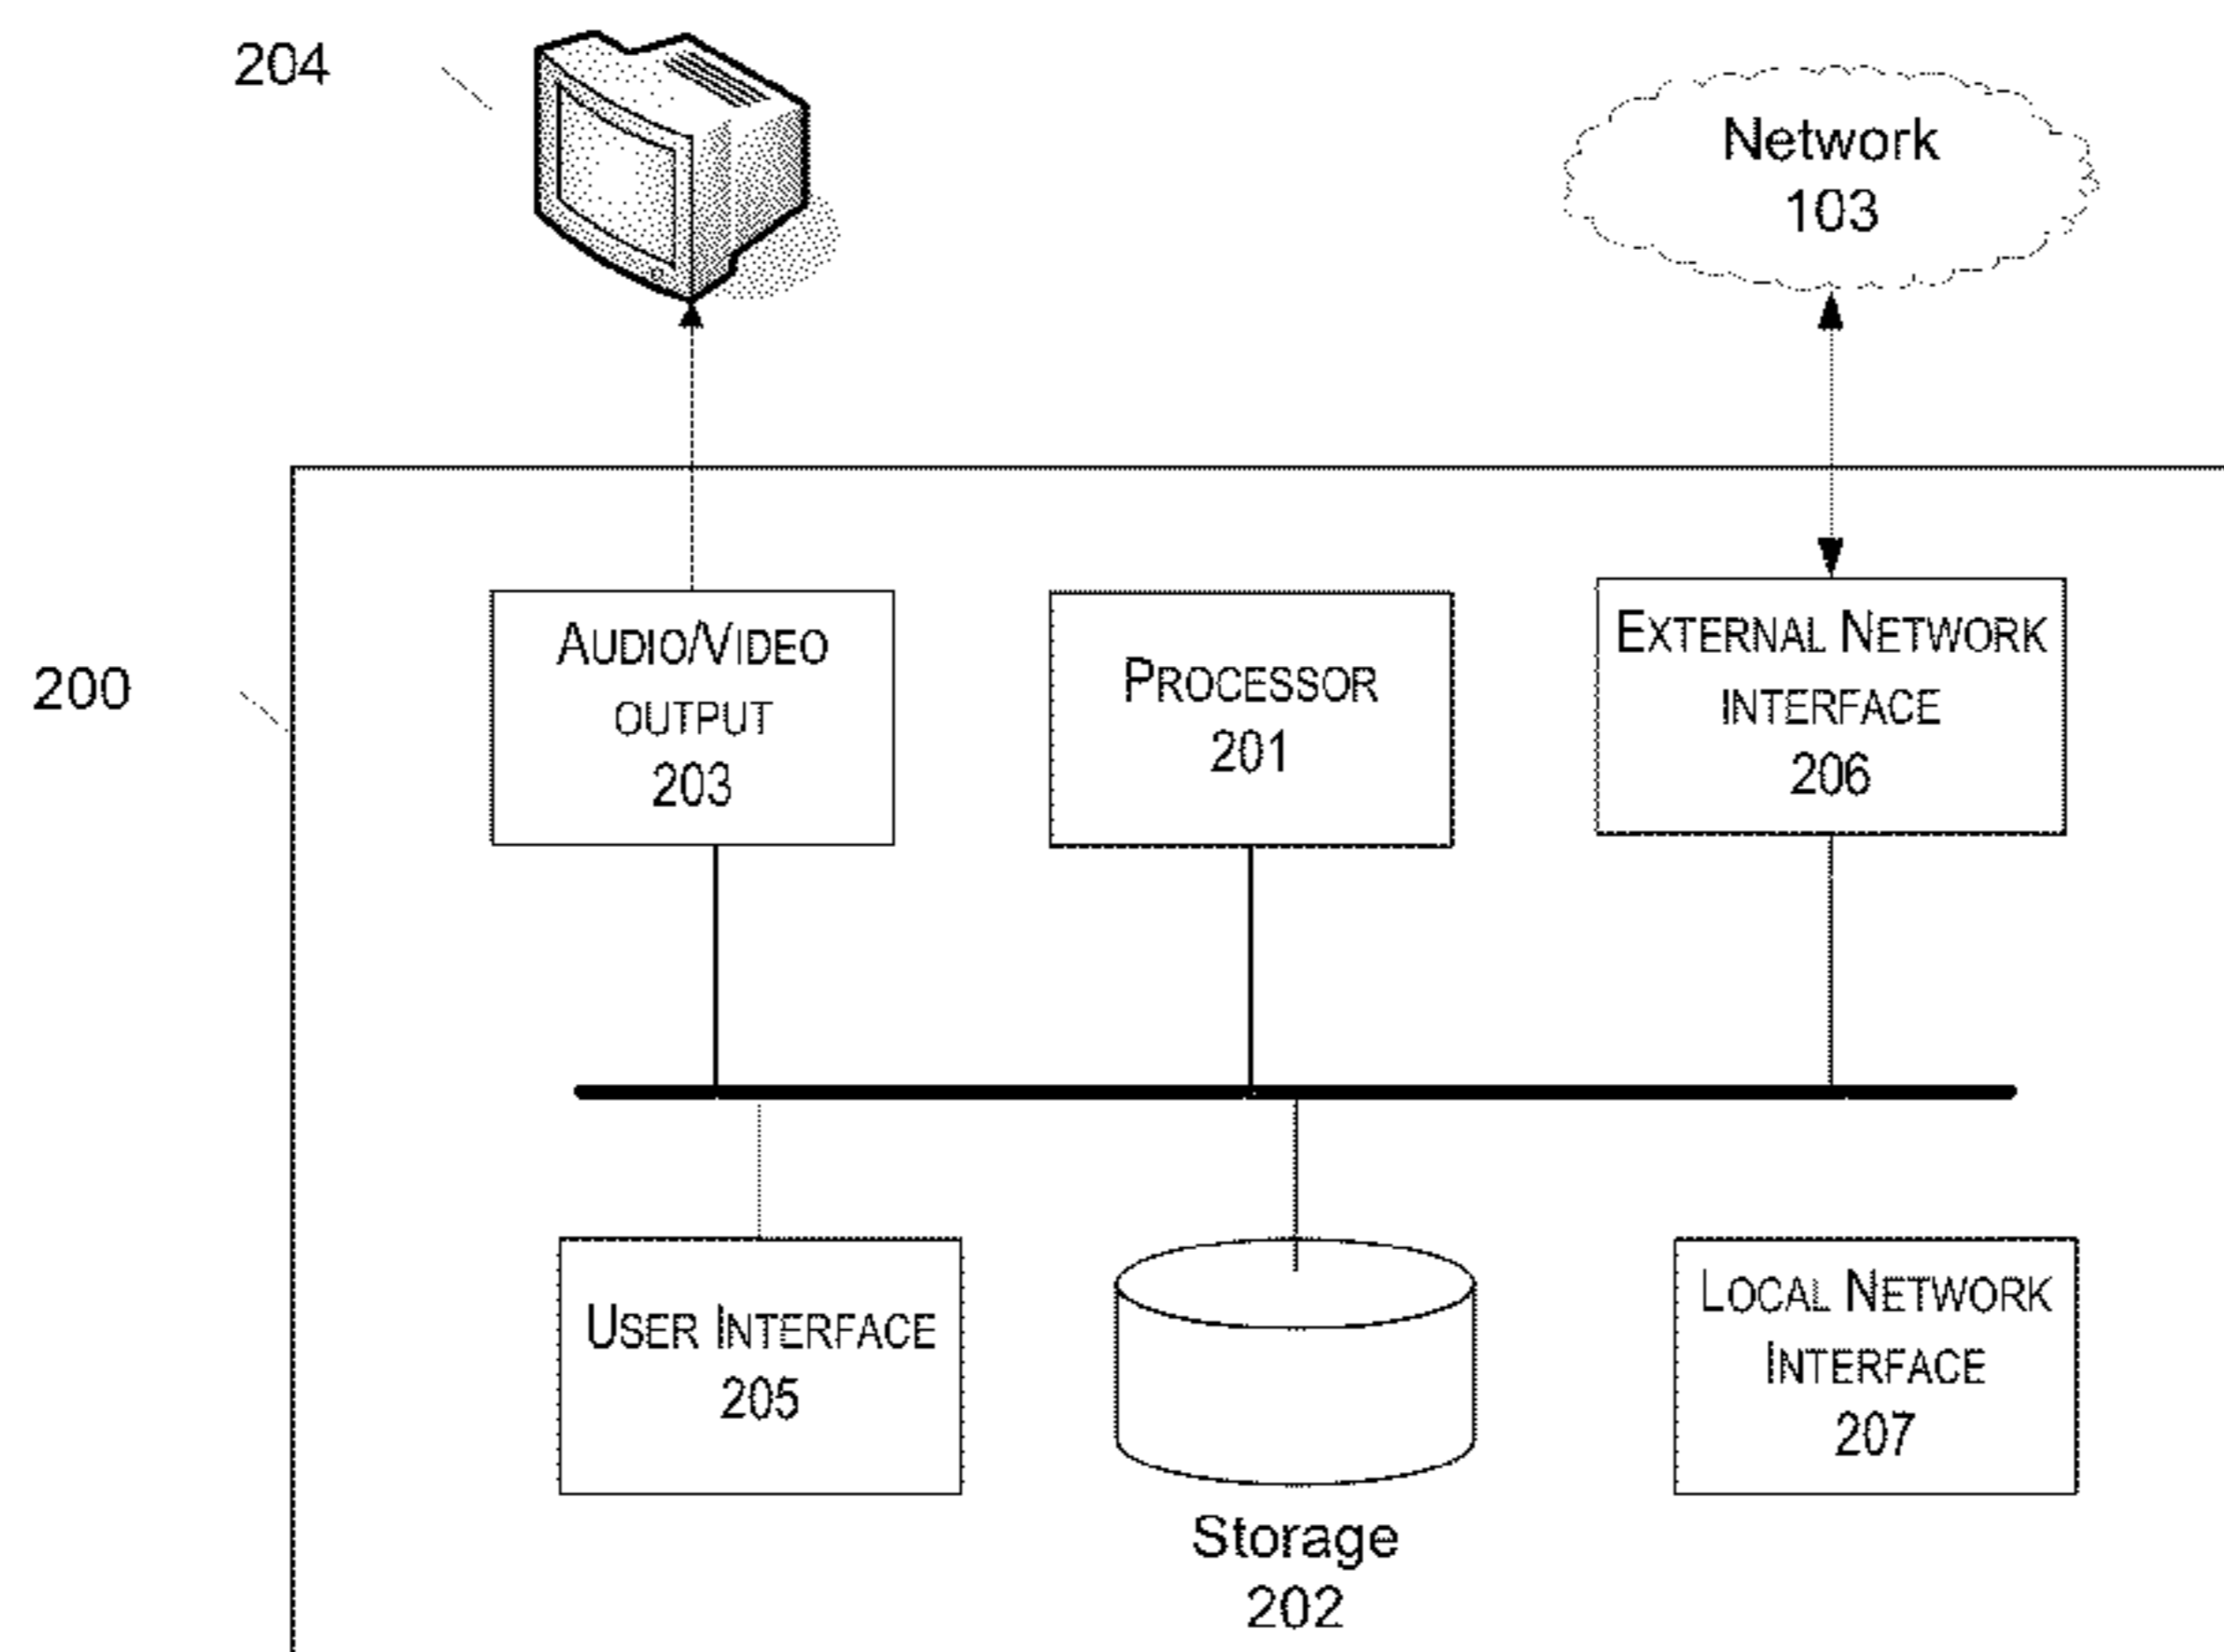 204
Network
103
200
AUDIO/VIDEO
OUTPUT
203
PROCESSOR
201
EXTERNAL NETWORK
INTERFACE
206
USER INTERFACE
205
Storage
202
LOCAL NETWORK
INTERFACE
207